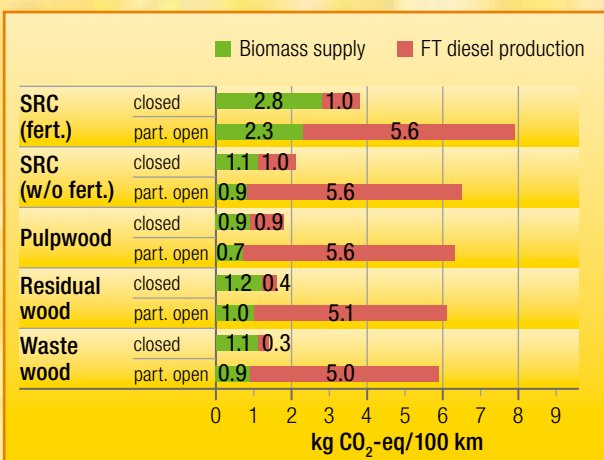 Biomass supply FT diesel production
SRC (fert.)
closed 2.8 1.0
part. open 2.3 5.6
SRC (w/o fert.)
closed 1.1 1.0
part. open 0.9 5.6
Pulpwood
closed 0.9 0.9
part. open 0.7 5.6
Residual wood
closed 1.2 0.4
part. open 1.0 5.1
Waste wood
closed 1.1 0.3
part. open 0.9 5.0
0 1 2 3 4 5 6 7 8 9
kg CO₂-eq/100 km